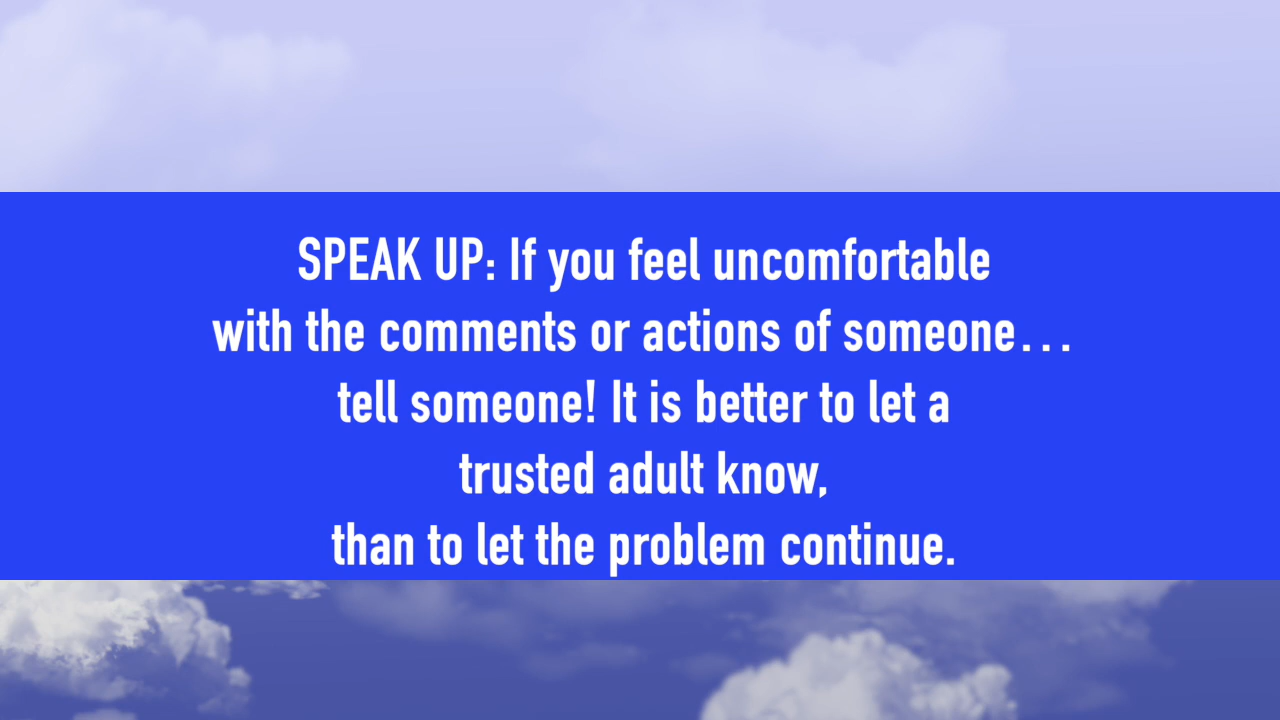 SPEAK UP: If you feel uncomfortable
with the comments or actions of someone...
tell someone! It is better to let a
trusted adult know,
than to let the problem continue.